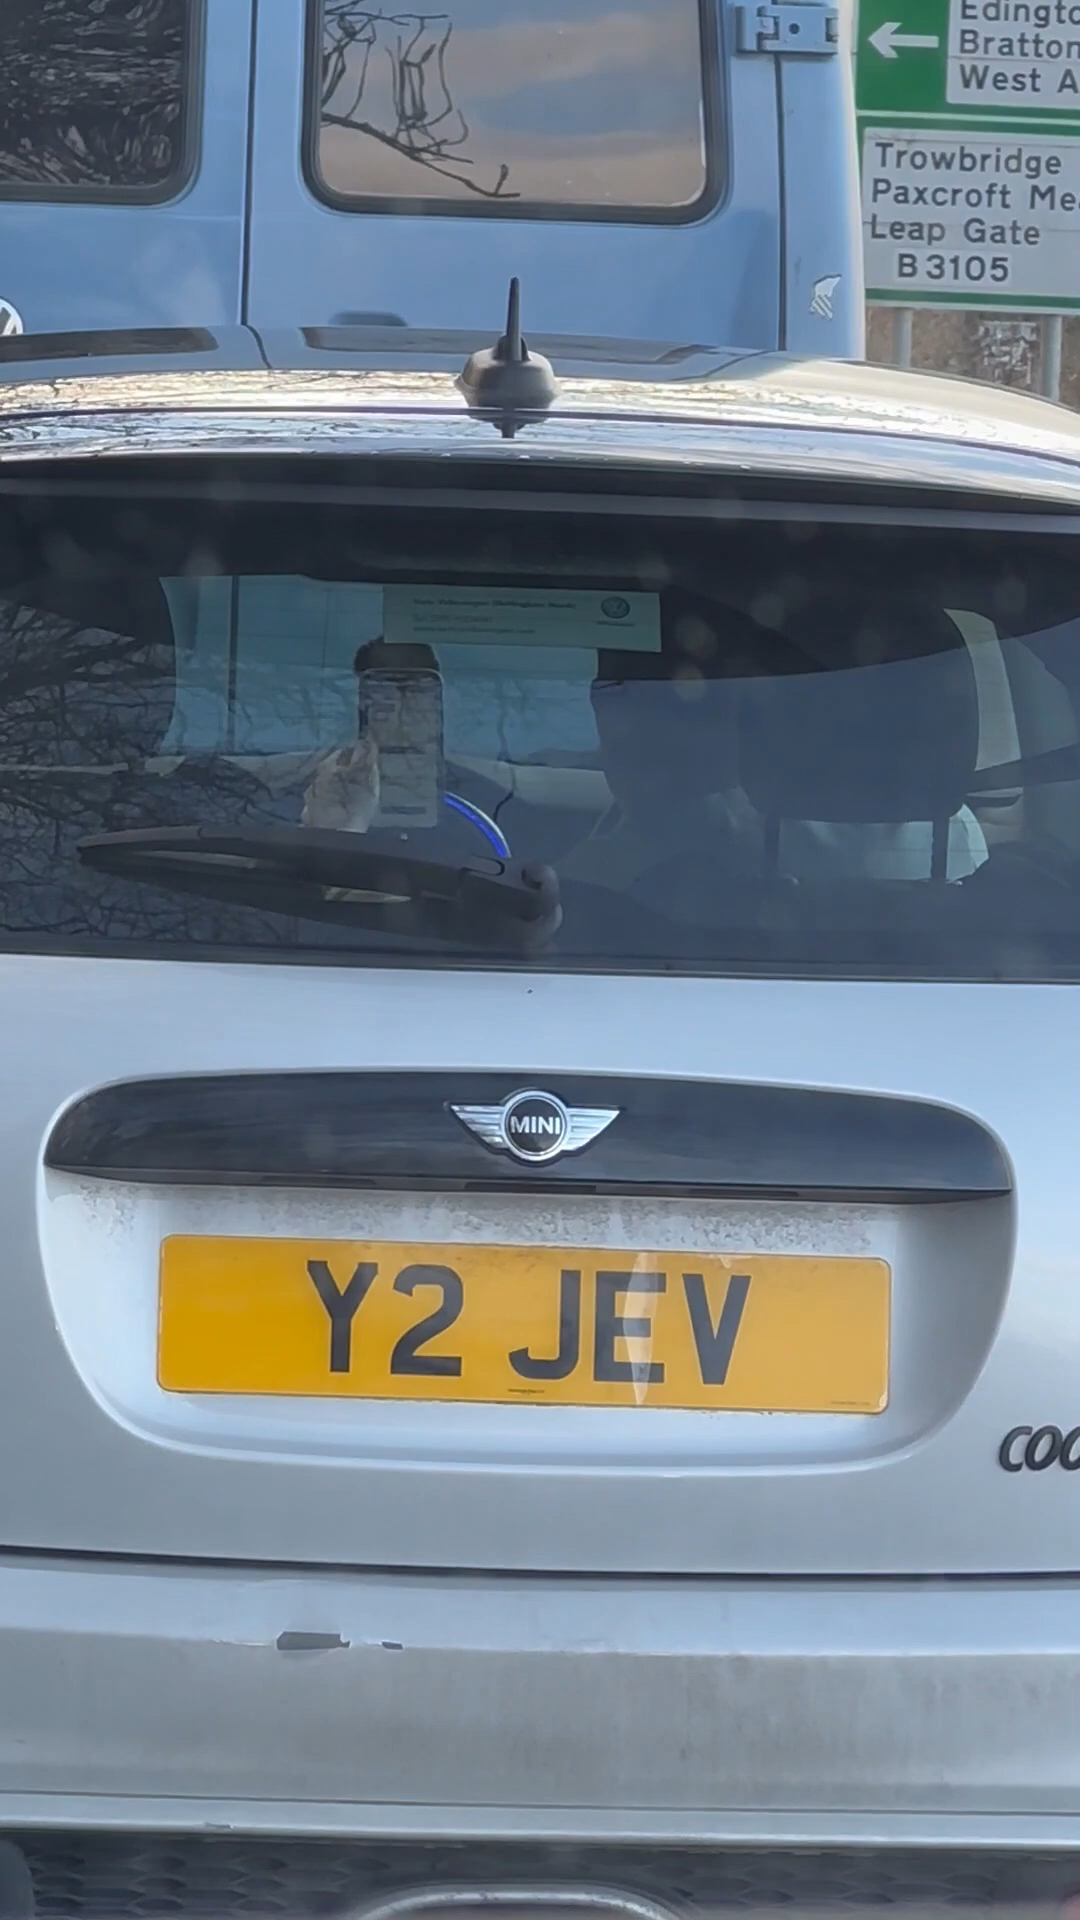 Edingto
Bratton
West A
Trowbridge
Paxcroft Me
Leap Gate
B3105
MINI
Y2 JEV
COO